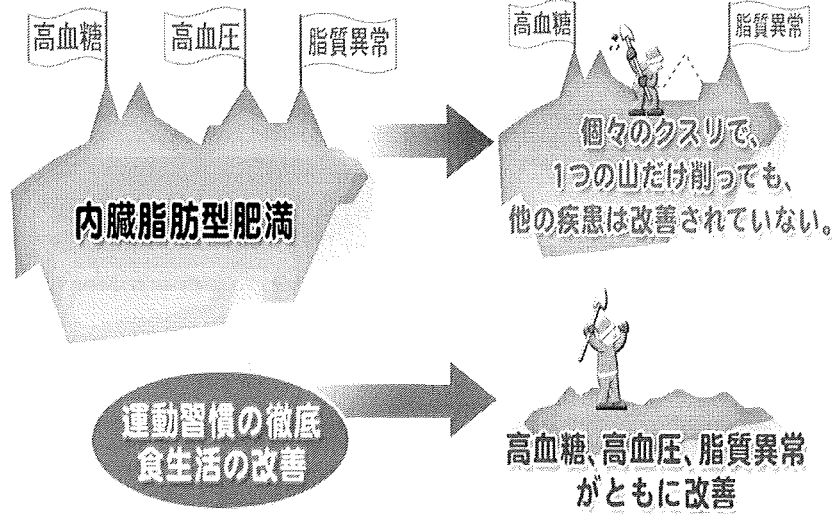 高血糖
高血圧
脂質異常
内臓脂肪型肥満
高血糖
脂質異常
個々のクスリで、
1つの山だけ削っても、
他の疾患は改善されていない。
運動習慣の徹底
食生活の改善
高血糖、高血圧、脂質異常
がともに改善